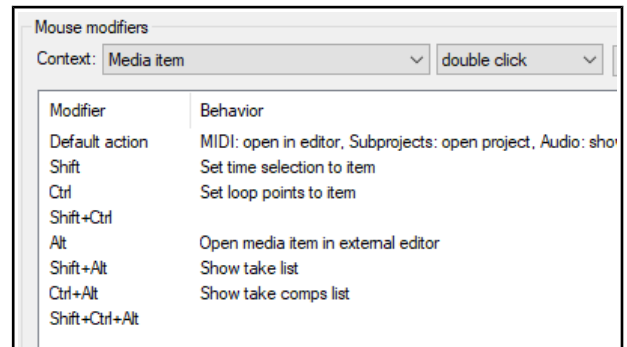 Mouse modifiers
Context: Media item double click
Modifier Behavior
Default action MIDI: open in editor, Subprojects: open project, Audio: sho
Shift Set time selection to item
Ctrl Set loop points to item
Shift+Ctrl
Alt Open media item in external editor
Shift+Alt Show take list
Ctrl+Alt Show take comps list
Shift+Ctrl+Alt